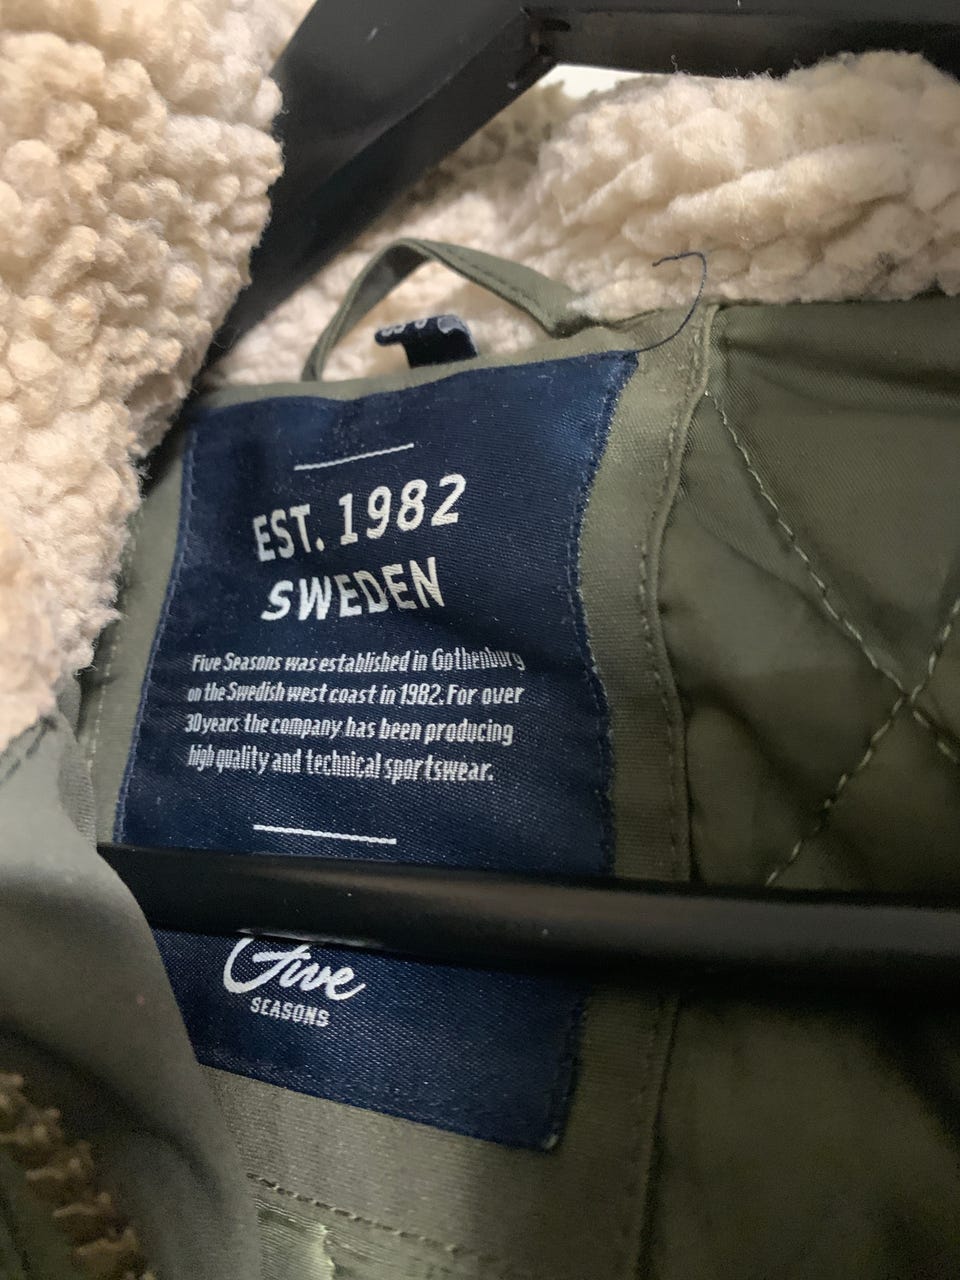 EST. 1982
SWEDEN
Five Seasons was established in Gothenburg
on the Swedish west coast in 1982. For over
30 years the company has been producing
high quality and technical sportswear.
Five
SEASONS